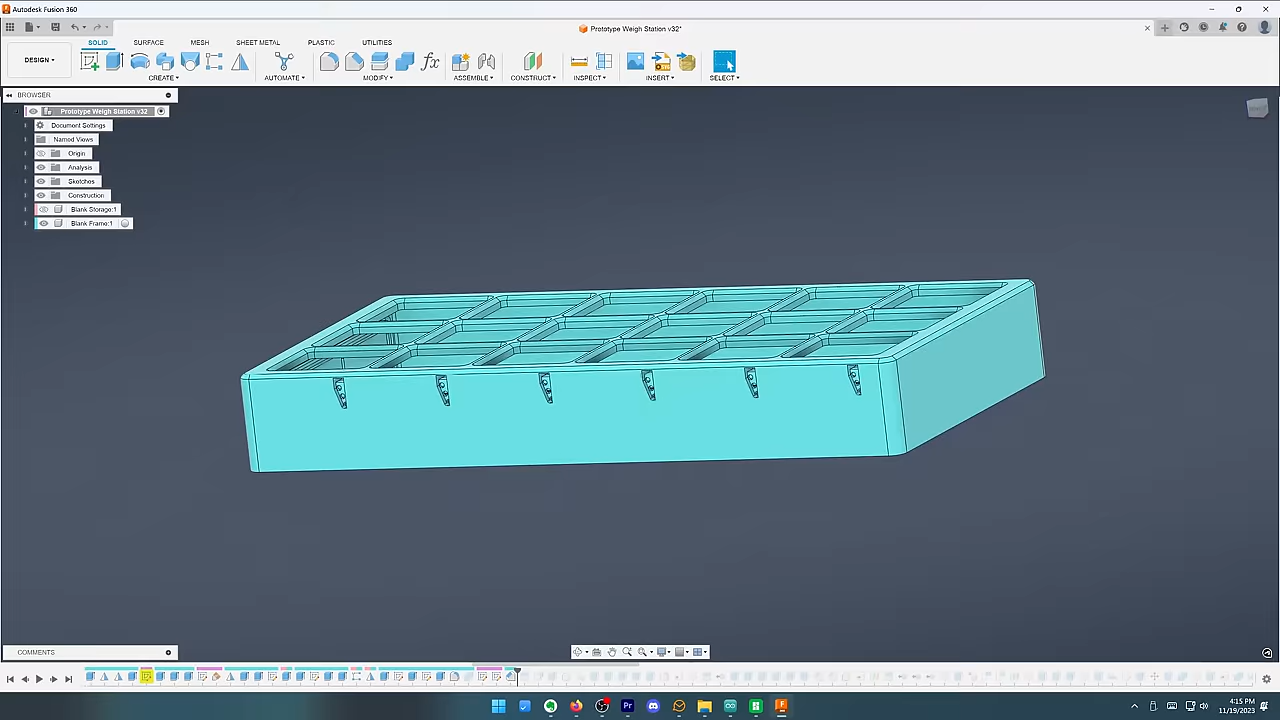 Autodesk Fusion 360
Prototype Weigh Station v32*
SOLID SURFACE MESH SHEET METAL PLASTIC UTILITIES
DESIGN
CREATE AUTOMATE MODIFY ASSEMBLE CONSTRUCT INSPECT INSERT SELECT
BROWSER
Prototype Weigh Station v32
Document Settings
Named Views
Origin
Analysis
Sketches
Construction
Blank Storage:1
Blank Frame:1
COMMENTS
4:15 PM
11/19/2023